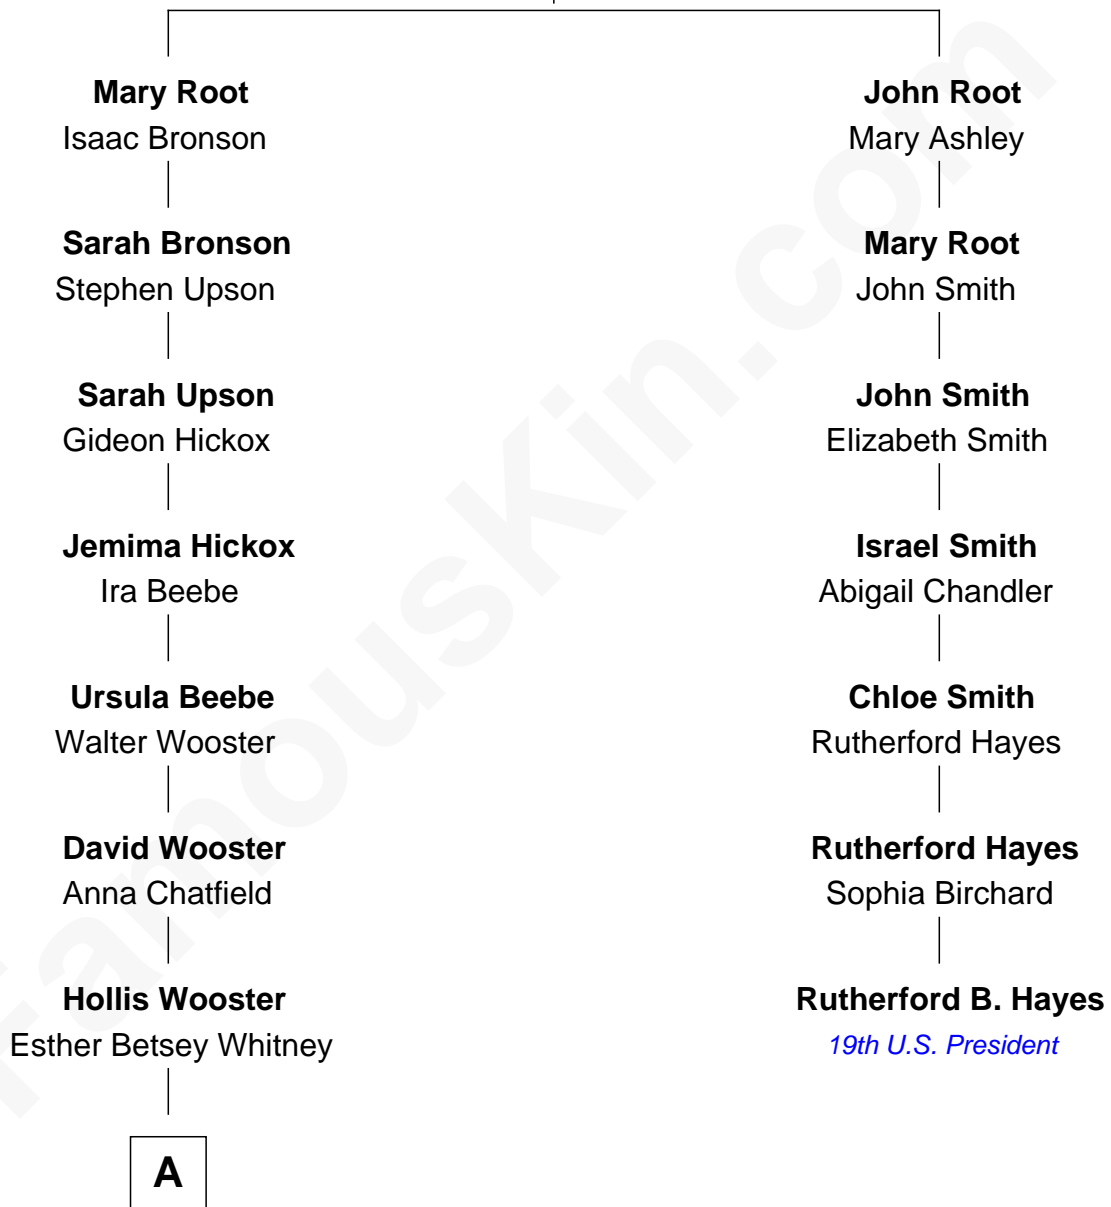 Mary Root
Isaac Bronson
Sarah Bronson
Stephen Upson
Sarah Upson
Gideon Hickox
Jemima Hickox
Ira Beebe
Ursula Beebe
Walter Wooster
David Wooster
Anna Chatfield
Hollis Wooster
Esther Betsey Whitney
A
John Root
Mary Ashley
Mary Root
John Smith
John Smith
Elizabeth Smith
Israel Smith
Abigail Chandler
Chloe Smith
Rutherford Hayes
Rutherford Hayes
Sophia Birchard
Rutherford B. Hayes
19th U.S. President
FamousKin.com